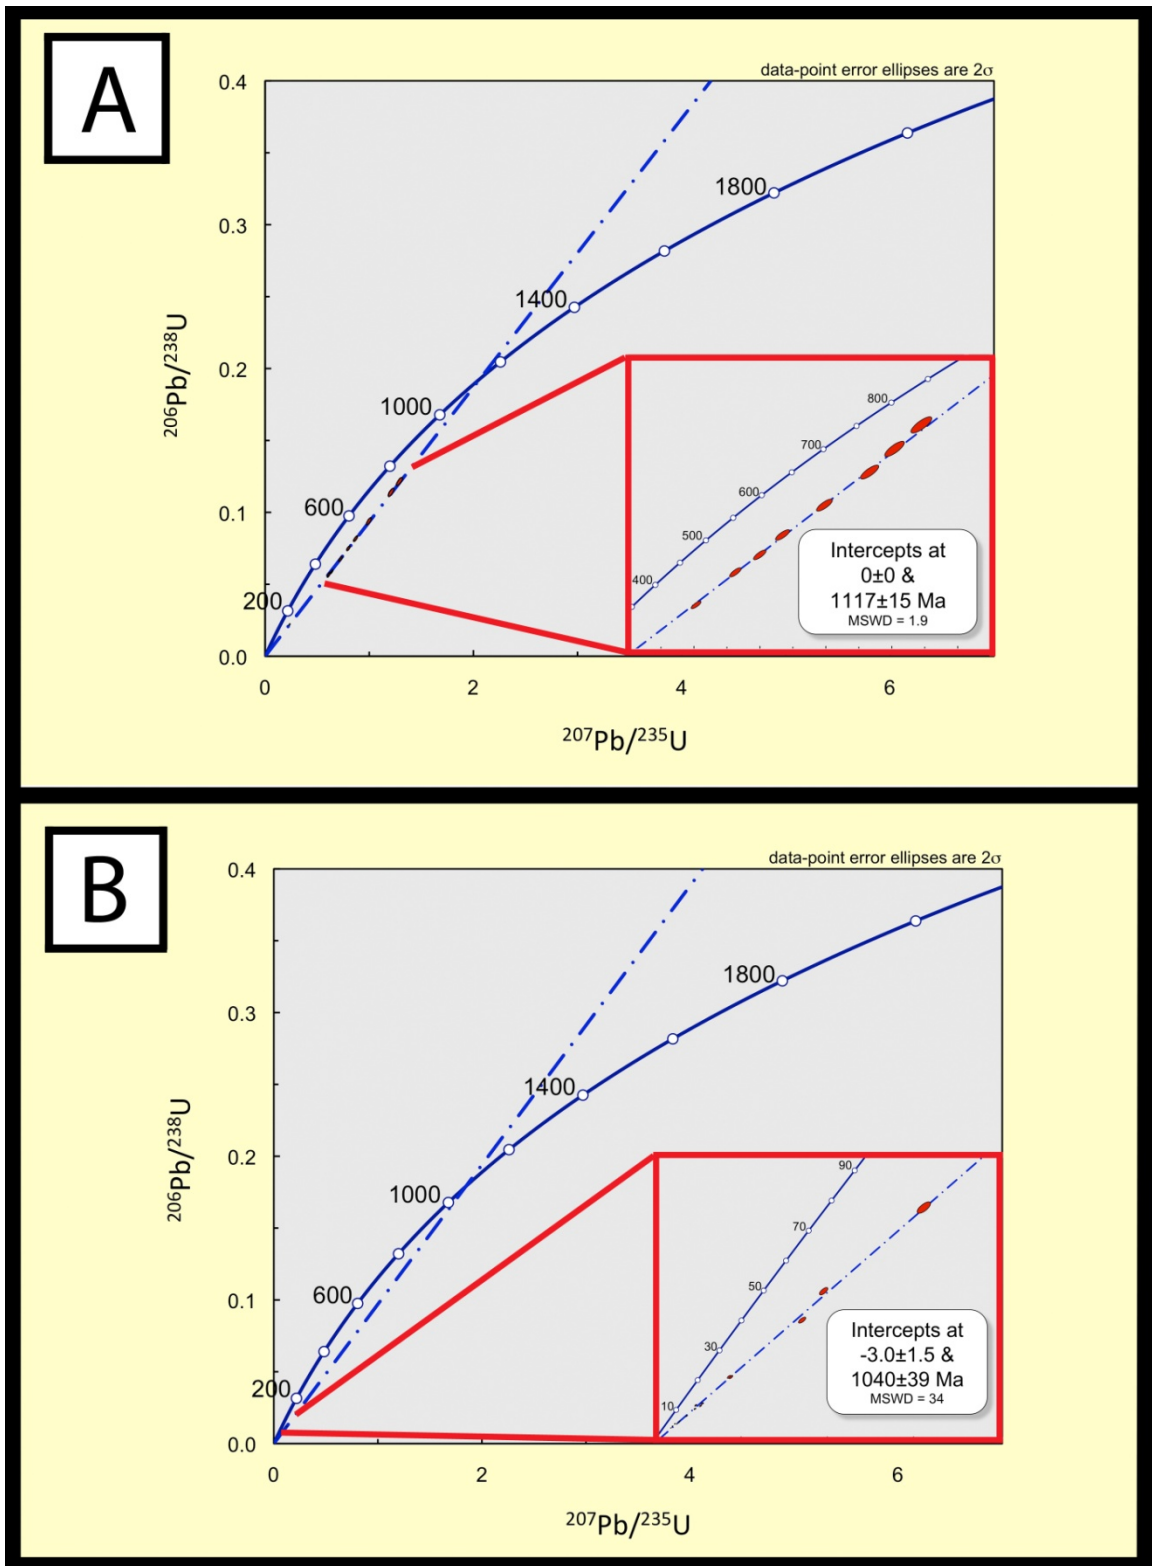 A
data-point error ellipses are 2σ
0.4
0.3
0.2
0.1
0.0
²⁰⁶Pb/²³⁸U
200
600
1000
1400
1800
400
500
600
700
800
Intercepts at
0±0 &
1117±15 Ma
MSWD = 1.9
0 2 4 6
²⁰⁷Pb/²³⁵U
B
data-point error ellipses are 2σ
0.4
0.3
0.2
0.1
0.0
²⁰⁶Pb/²³⁸U
200
600
1000
1400
1800
10
30
50
70
90
Intercepts at
-3.0±1.5 &
1040±39 Ma
MSWD = 34
0 2 4 6
²⁰⁷Pb/²³⁵U